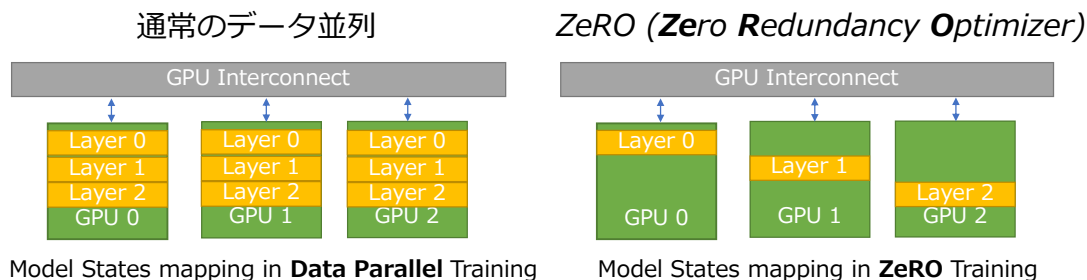 通常のデータ並列
GPU Interconnect
Layer 0
Layer 1
Layer 2
GPU 0
Layer 0
Layer 1
Layer 2
GPU 1
Layer 0
Layer 1
Layer 2
GPU 2
Model States mapping in Data Parallel Training
ZeRO (Zero Redundancy Optimizer)
GPU Interconnect
Layer 0
GPU 0
Layer 1
GPU 1
Layer 2
GPU 2
Model States mapping in ZeRO Training